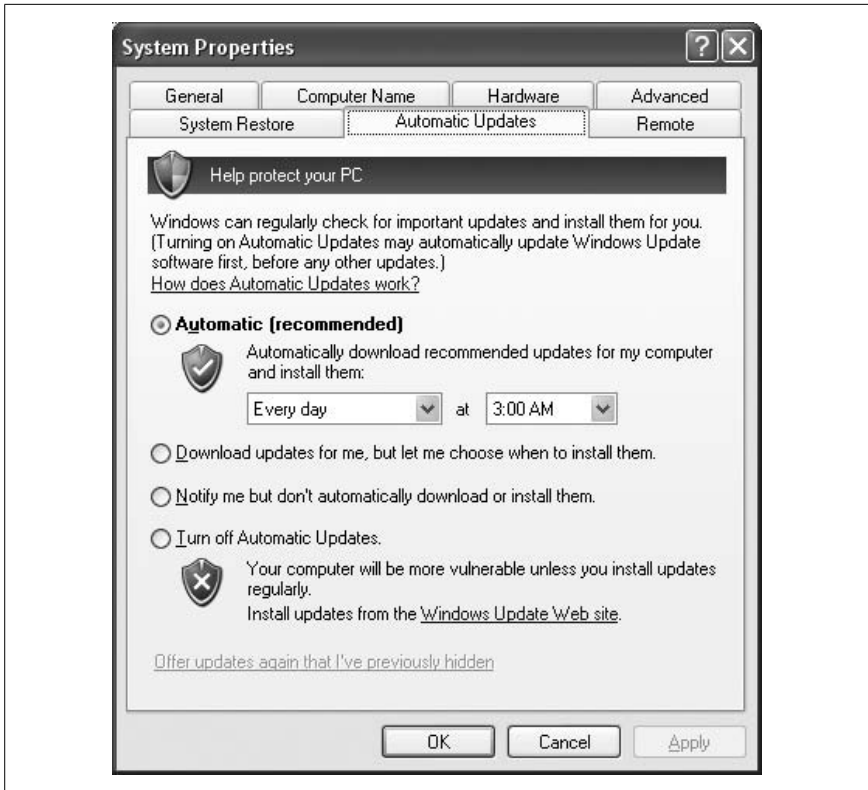 System Properties
General Computer Name Hardware Advanced
System Restore Automatic Updates Remote
Help protect your PC
Windows can regularly check for important updates and install them for you.
(Turning on Automatic Updates may automatically update Windows Update
software first, before any other updates.)
How does Automatic Updates work?
Automatic (recommended)
Automatically download recommended updates for my computer
and install them:
Every day at 3:00 AM
Download updates for me, but let me choose when to install them.
Notify me but don't automatically download or install them.
Turn off Automatic Updates.
Your computer will be more vulnerable unless you install updates
regularly.
Install updates from the Windows Update Web site.
Offer updates again that I've previously hidden
OK Cancel Apply